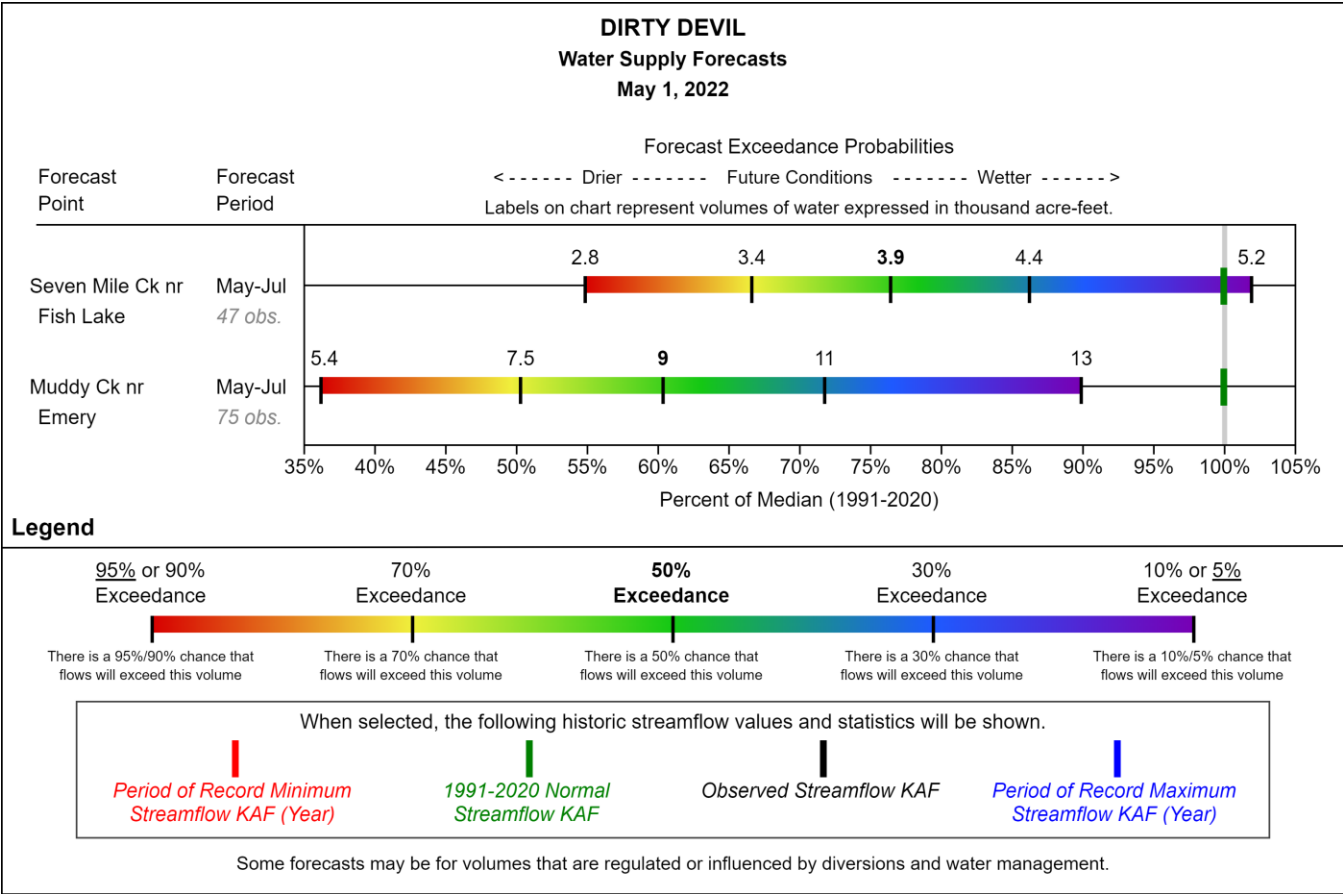 DIRTY DEVIL
Water Supply Forecasts
May 1, 2022
Forecast Exceedance Probabilities
Forecast Point
Forecast Period
<------ Drier ------- Future Conditions ------- Wetter ------>
Labels on chart represent volumes of water expressed in thousand acre-feet.
Seven Mile Ck nr
Fish Lake
May-Jul
47 obs.
2.8 3.4 3.9 4.4 5.2
Muddy Ck nr
Emery
May-Jul
75 obs.
5.4 7.5 9 11 13
35% 40% 45% 50% 55% 60% 65% 70% 75% 80% 85% 90% 95% 100% 105%
Percent of Median (1991-2020)
Legend
95% or 90%
Exceedance
70%
Exceedance
50%
Exceedance
30%
Exceedance
10% or 5%
Exceedance
There is a 95%/90% chance that
flows will exceed this volume
There is a 70% chance that
flows will exceed this volume
There is a 50% chance that
flows will exceed this volume
There is a 30% chance that
flows will exceed this volume
There is a 10%/5% chance that
flows will exceed this volume
When selected, the following historic streamflow values and statistics will be shown.
Period of Record Minimum
Streamflow KAF (Year)
1991-2020 Normal
Streamflow KAF
Observed Streamflow KAF
Period of Record Maximum
Streamflow KAF (Year)
Some forecasts may be for volumes that are regulated or influenced by diversions and water management.